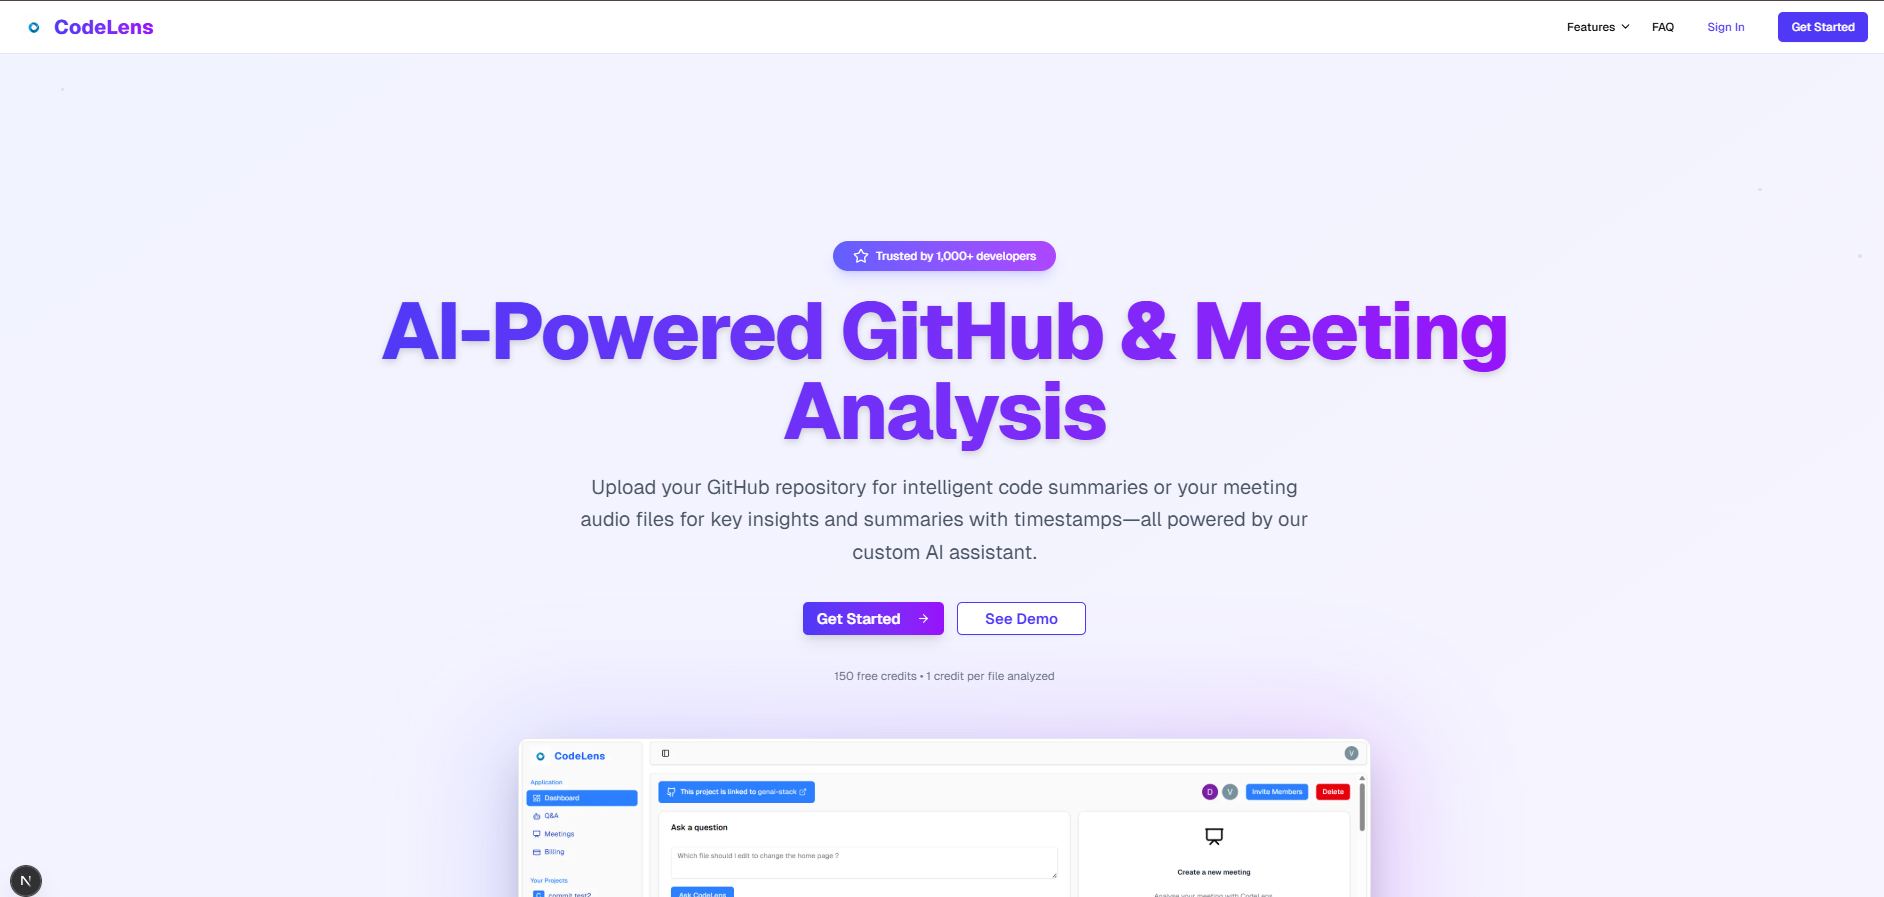 CodeLens
Features
FAQ
Sign In
Get Started
Trusted by 1,000+ developers
AI-Powered GitHub & Meeting
Analysis
Upload your GitHub repository for intelligent code summaries or your meeting
audio files for key insights and summaries with timestamps—all powered by our
custom AI assistant.
Get Started
See Demo
150 free credits • 1 credit per file analyzed
CodeLens
V
Application
Dashboard
Q&A
Meetings
Billing
Your Projects
C commit test2
This project is linked to genai-stack
D V Invite Members Delete
Ask a question
Which file should I edit to change the home page ?
Ask CodeLens
Create a new meeting
Analyse your meeting with CodeLens
N